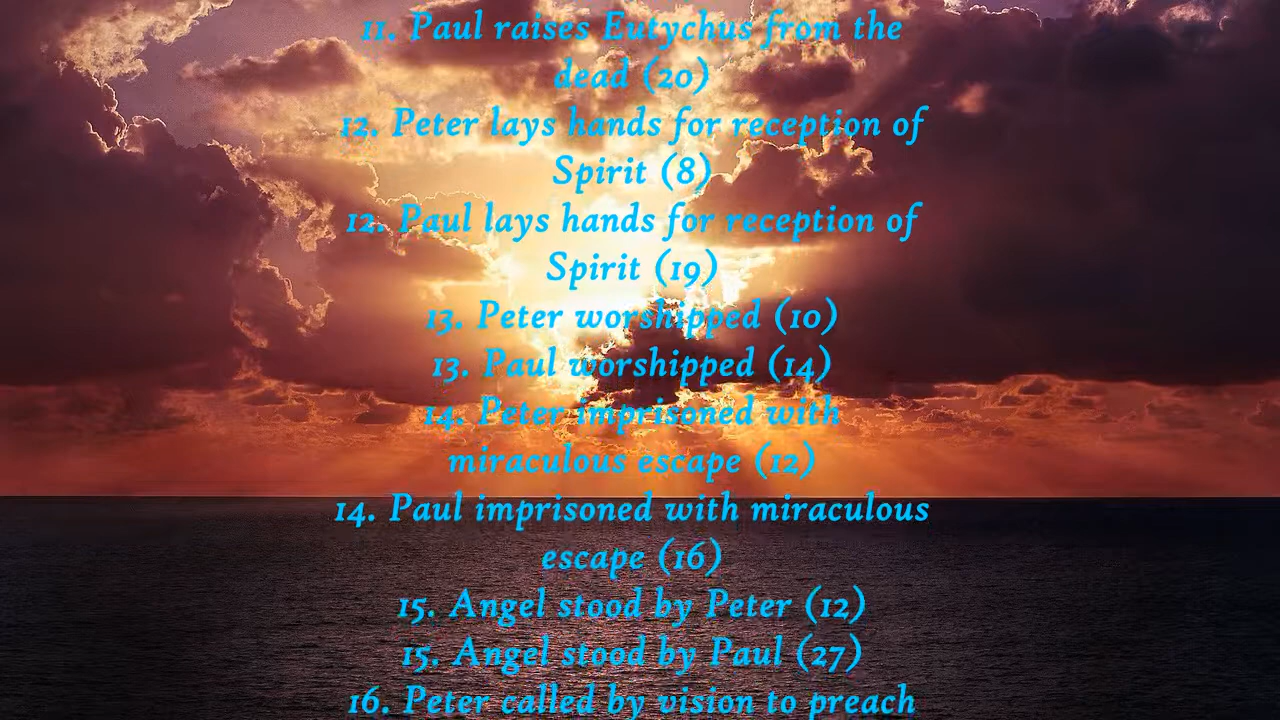 11. Paul raises Eutychus from the
dead (20)
12. Peter lays hands for reception of
Spirit (8)
12. Paul lays hands for reception of
Spirit (19)
13. Peter worshipped (10)
13. Paul worshipped (14)
14. Peter imprisoned with
miraculous escape (12)
14. Paul imprisoned with miraculous
escape (16)
15. Angel stood by Peter (12)
15. Angel stood by Paul (27)
16. Peter called by vision to preach